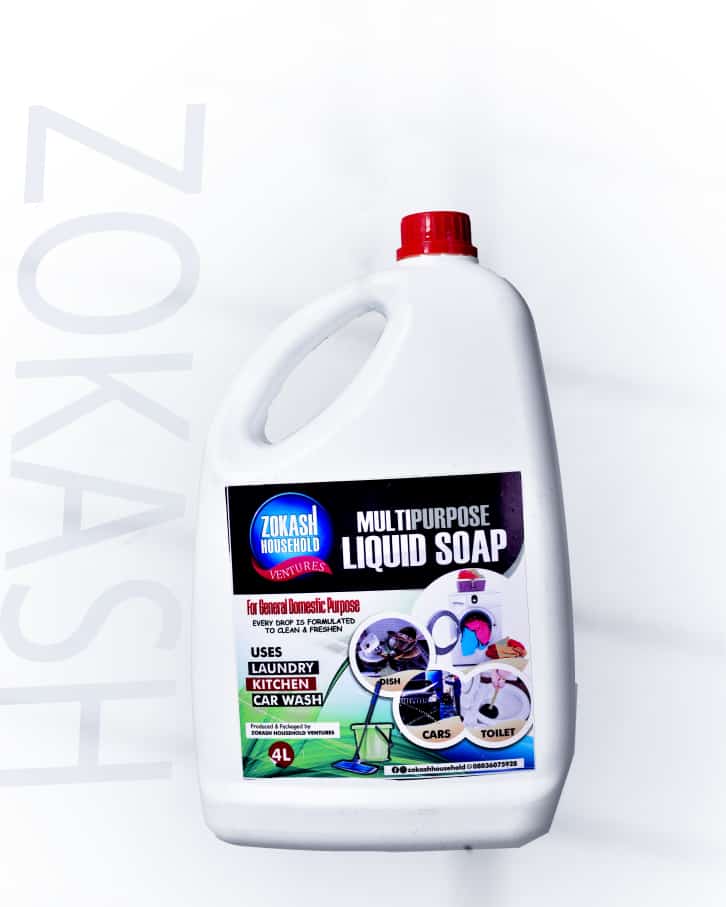 ZOKASH
ZOKASH
HOUSEHOLD
VENTURES
MULTIPURPOSE
LIQUID SOAP
For General Domestic Purpose
EVERY DROP IS FORMULATED
TO CLEAN & FRESHEN
USES
LAUNDRY
KITCHEN
CAR WASH
DISH
CARS
TOILET
Produced & Packaged by
ZOKASH HOUSEHOLD VENTURES
4L
zokashhousehold 08036075928